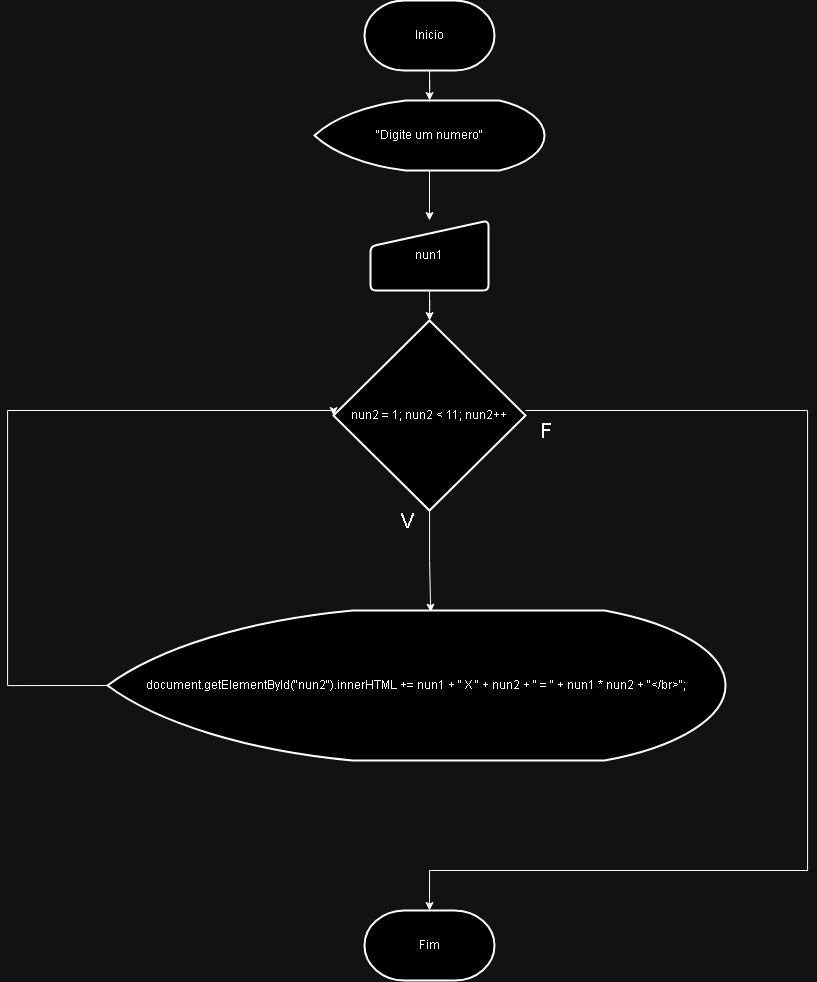 Inicio
"Digite um numero"
nun1
nun2 = 1; nun2 < 11; nun2++
F
V
document.getElementById("nun2").innerHTML += nun1 + " X " + nun2 + " = " + nun1 * nun2 + "</br>";
Fim